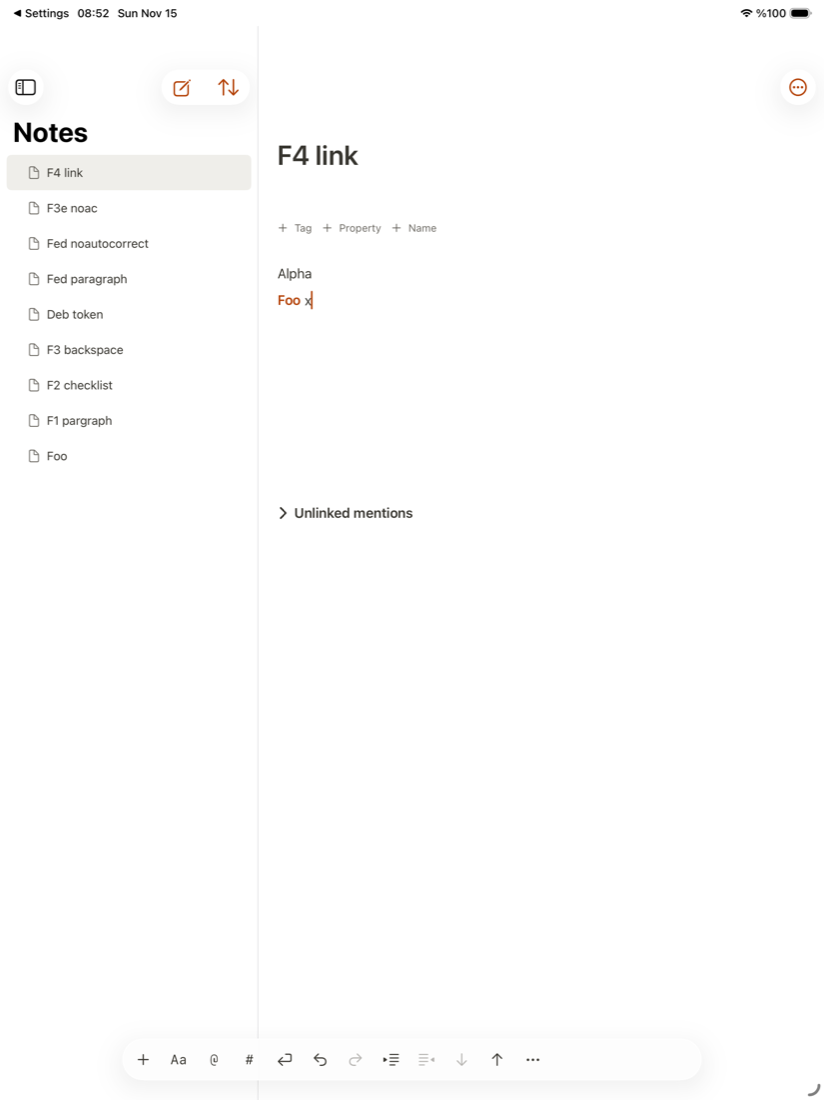 ◀ Settings 08:52 Sun Nov 15 %100
Notes
F4 link
F3e noac
Fed noautocorrect
Fed paragraph
Deb token
F3 backspace
F2 checklist
F1 pargraph
Foo
F4 link
+ Tag + Property + Name
Alpha
Foo x
Unlinked mentions
+ Aa @ #